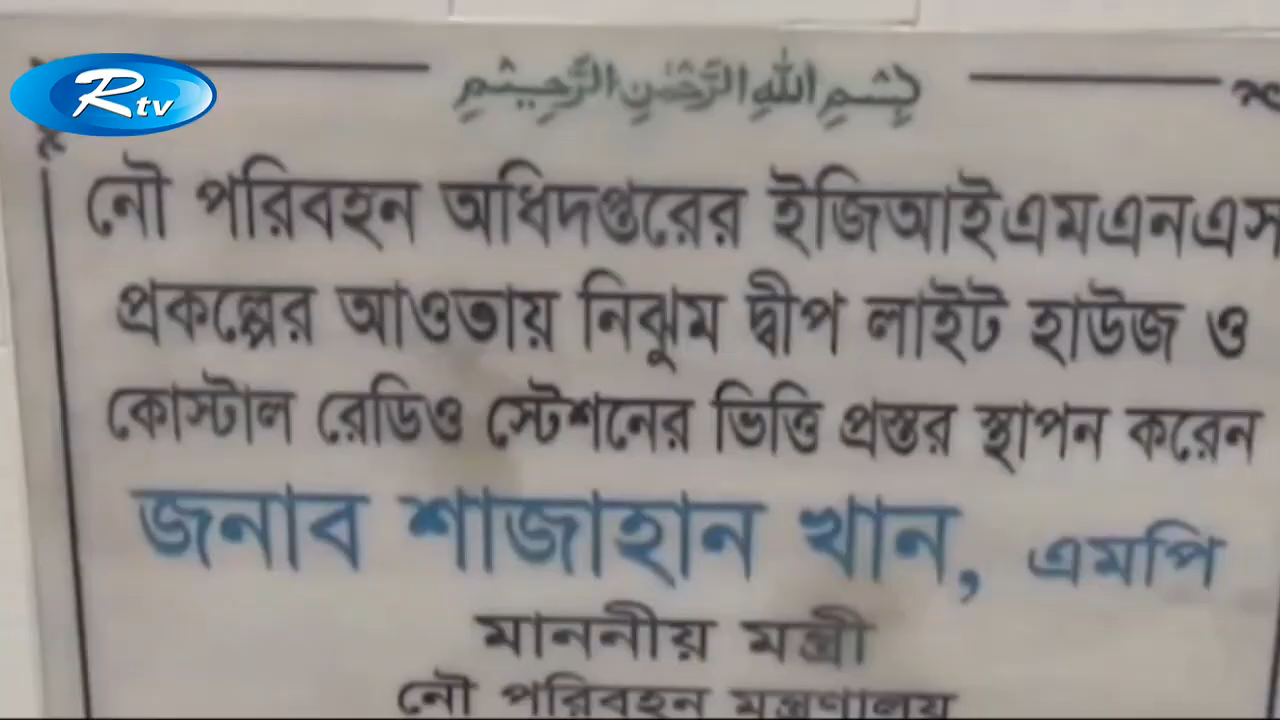 Rtv
بِسْمِ اللهِ الرَّحْمٰنِ الرَّحِيْمِ
নৌ পরিবহন অধিদপ্তরের ইজিআইএমএনএস
প্রকল্পের আওতায় নিঝুম দ্বীপ লাইট হাউজ ও
কোস্টাল রেডিও স্টেশনের ভিত্তি প্রস্তর স্থাপন করেন
জনাব শাজাহান খান, এমপি
মাননীয় মন্ত্রী
নৌ পরিবহন মন্ত্রণালয়